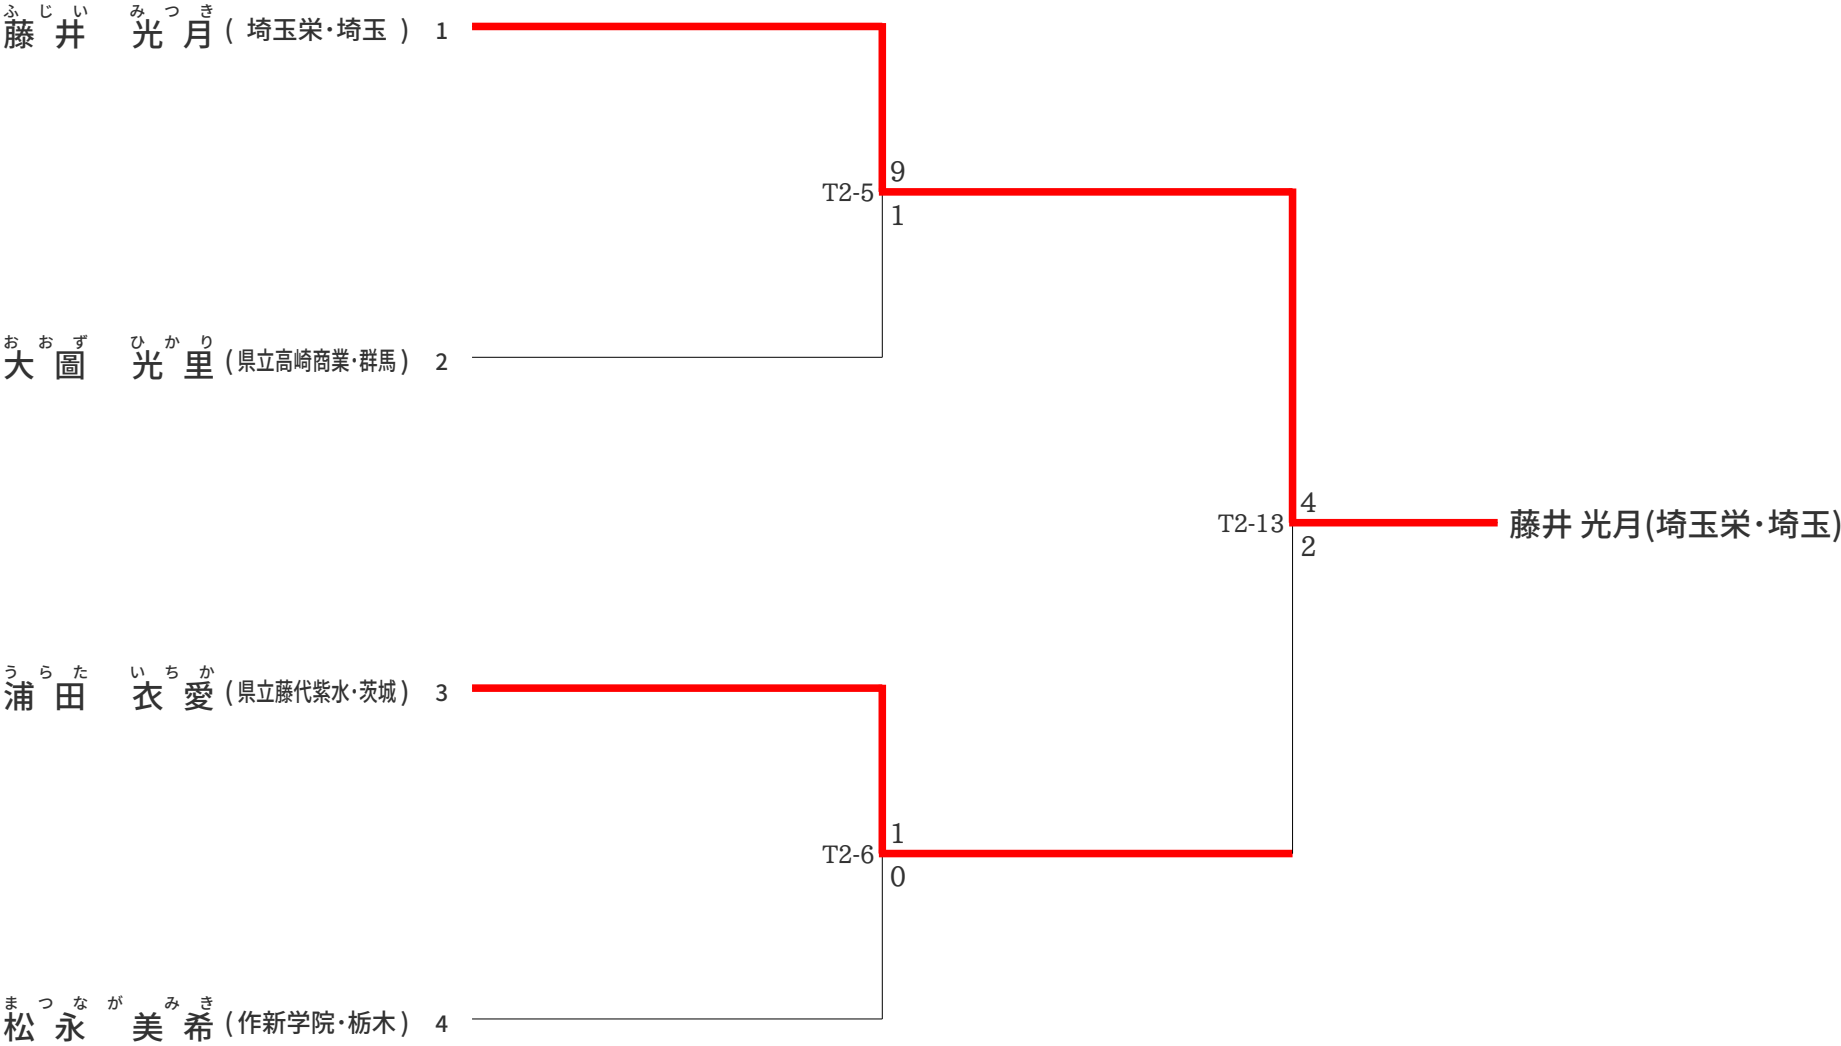 ふじい みつき
藤井 光月 ( 埼玉栄・埼玉 ) 1
9
T2-5
1
おおず ひかり
大圖 光里 (県立高崎商業・群馬) 2
4
T2-13 藤井 光月(埼玉栄・埼玉)
2
うらた いちか
浦田 衣愛 (県立藤代紫水・茨城) 3
1
T2-6
0
まつなが みき
松永 美希 (作新学院・栃木) 4